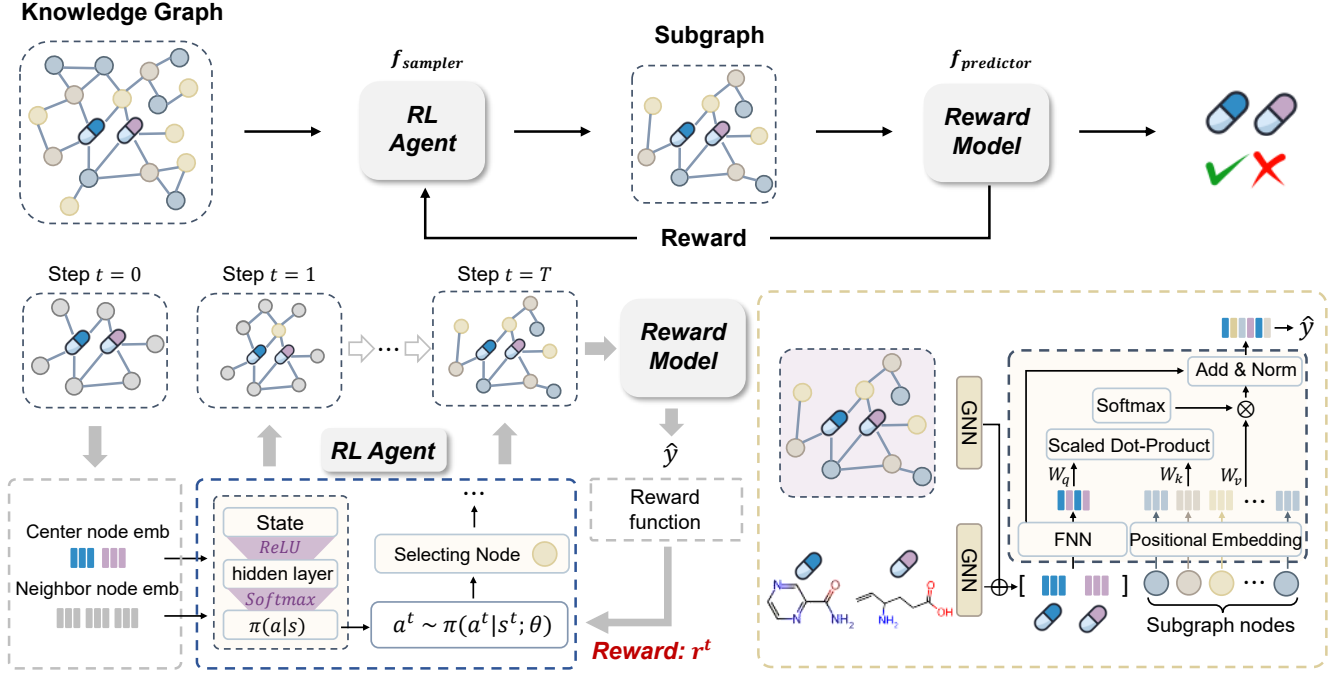 Knowledge Graph
f_sampler
RL
Agent
Subgraph
f_predictor
Reward
Model
Reward
Step t = 0
Step t = 1
Step t = T
...
Reward
Model
ŷ
RL Agent
Center node emb
Neighbor node emb
State
ReLU
hidden layer
Softmax
π(a|s)
...
Selecting Node
a^t ~ π(a^t|s^t; θ)
Reward
function
Reward: r^t
GNN
GNN
N
N
O
NH₂
O
OH
NH₂
ŷ
Add & Norm
Softmax
⊗
Scaled Dot-Product
W_q
W_k
W_v
...
FNN
Positional Embedding
[ ]
...
Subgraph nodes